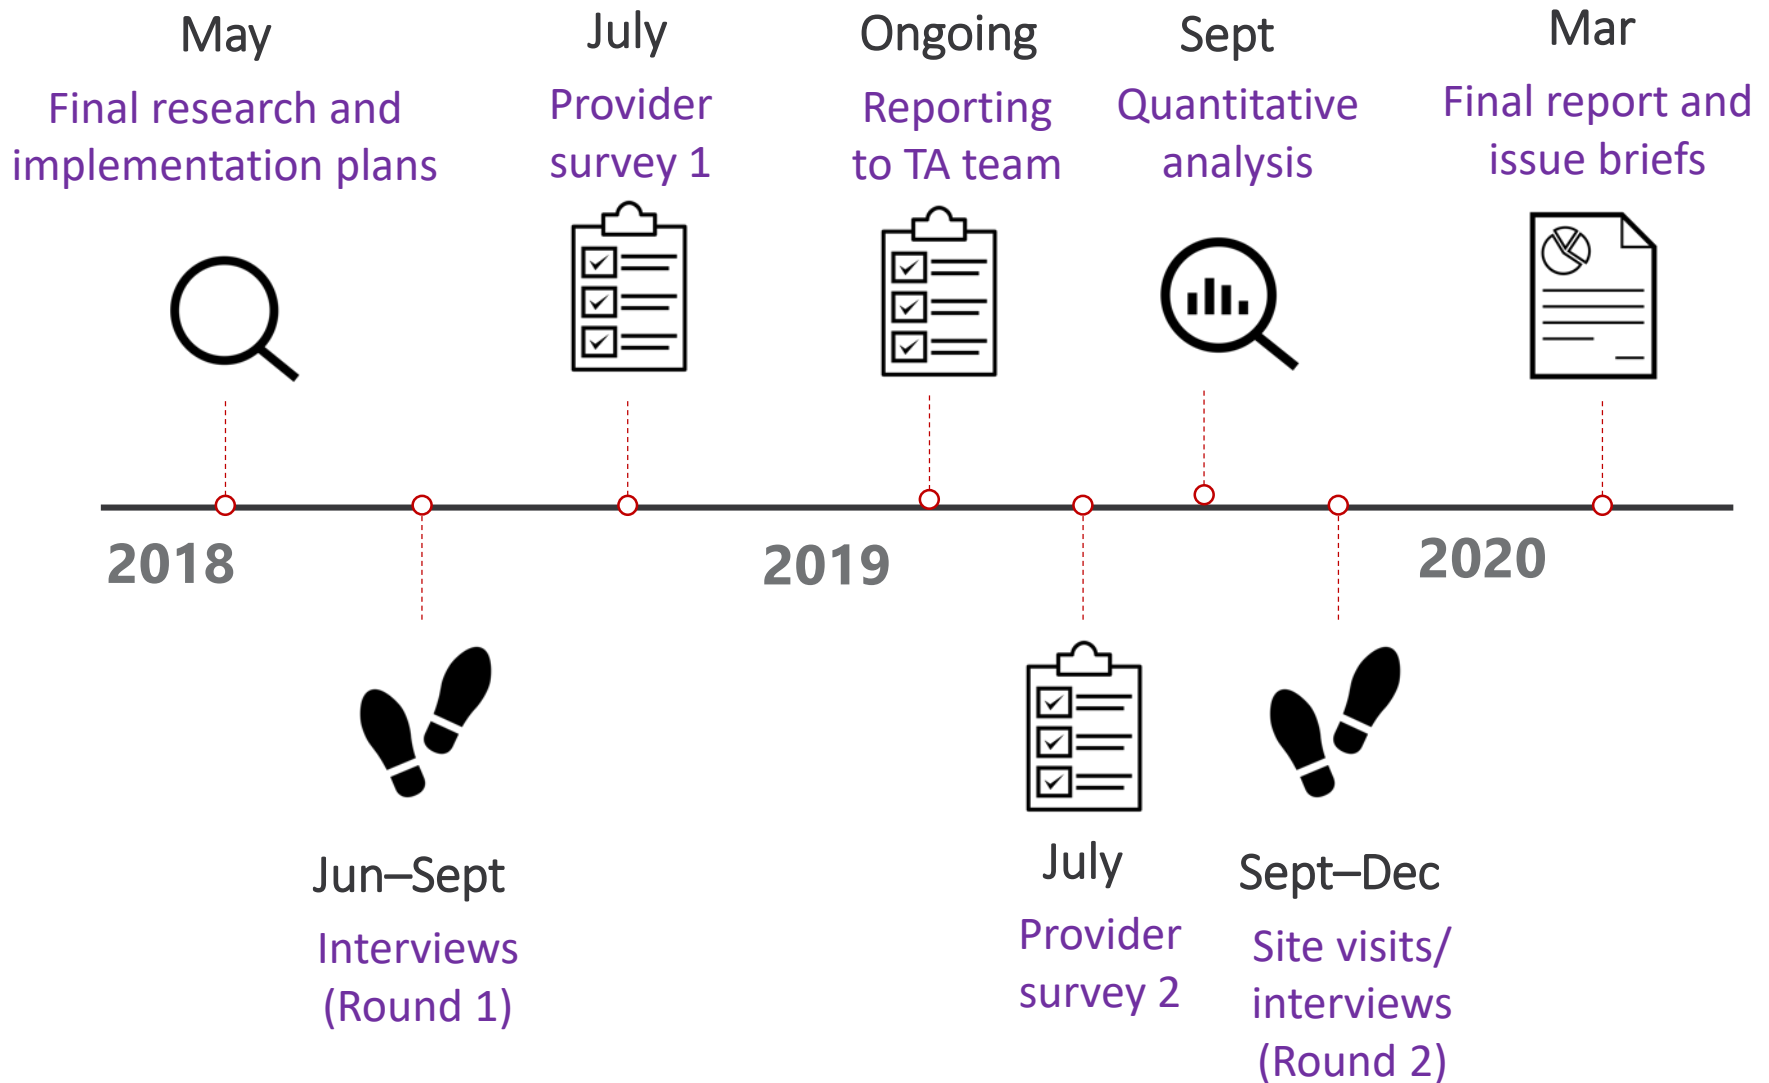 May
Final research and
implementation plans
July
Provider
survey 1
Ongoing
Reporting
to TA team
Sept
Quantitative
analysis
Mar
Final report and
issue briefs
2018
2019
2020
Jun–Sept
Interviews
(Round 1)
July
Provider
survey 2
Sept–Dec
Site visits/
interviews
(Round 2)